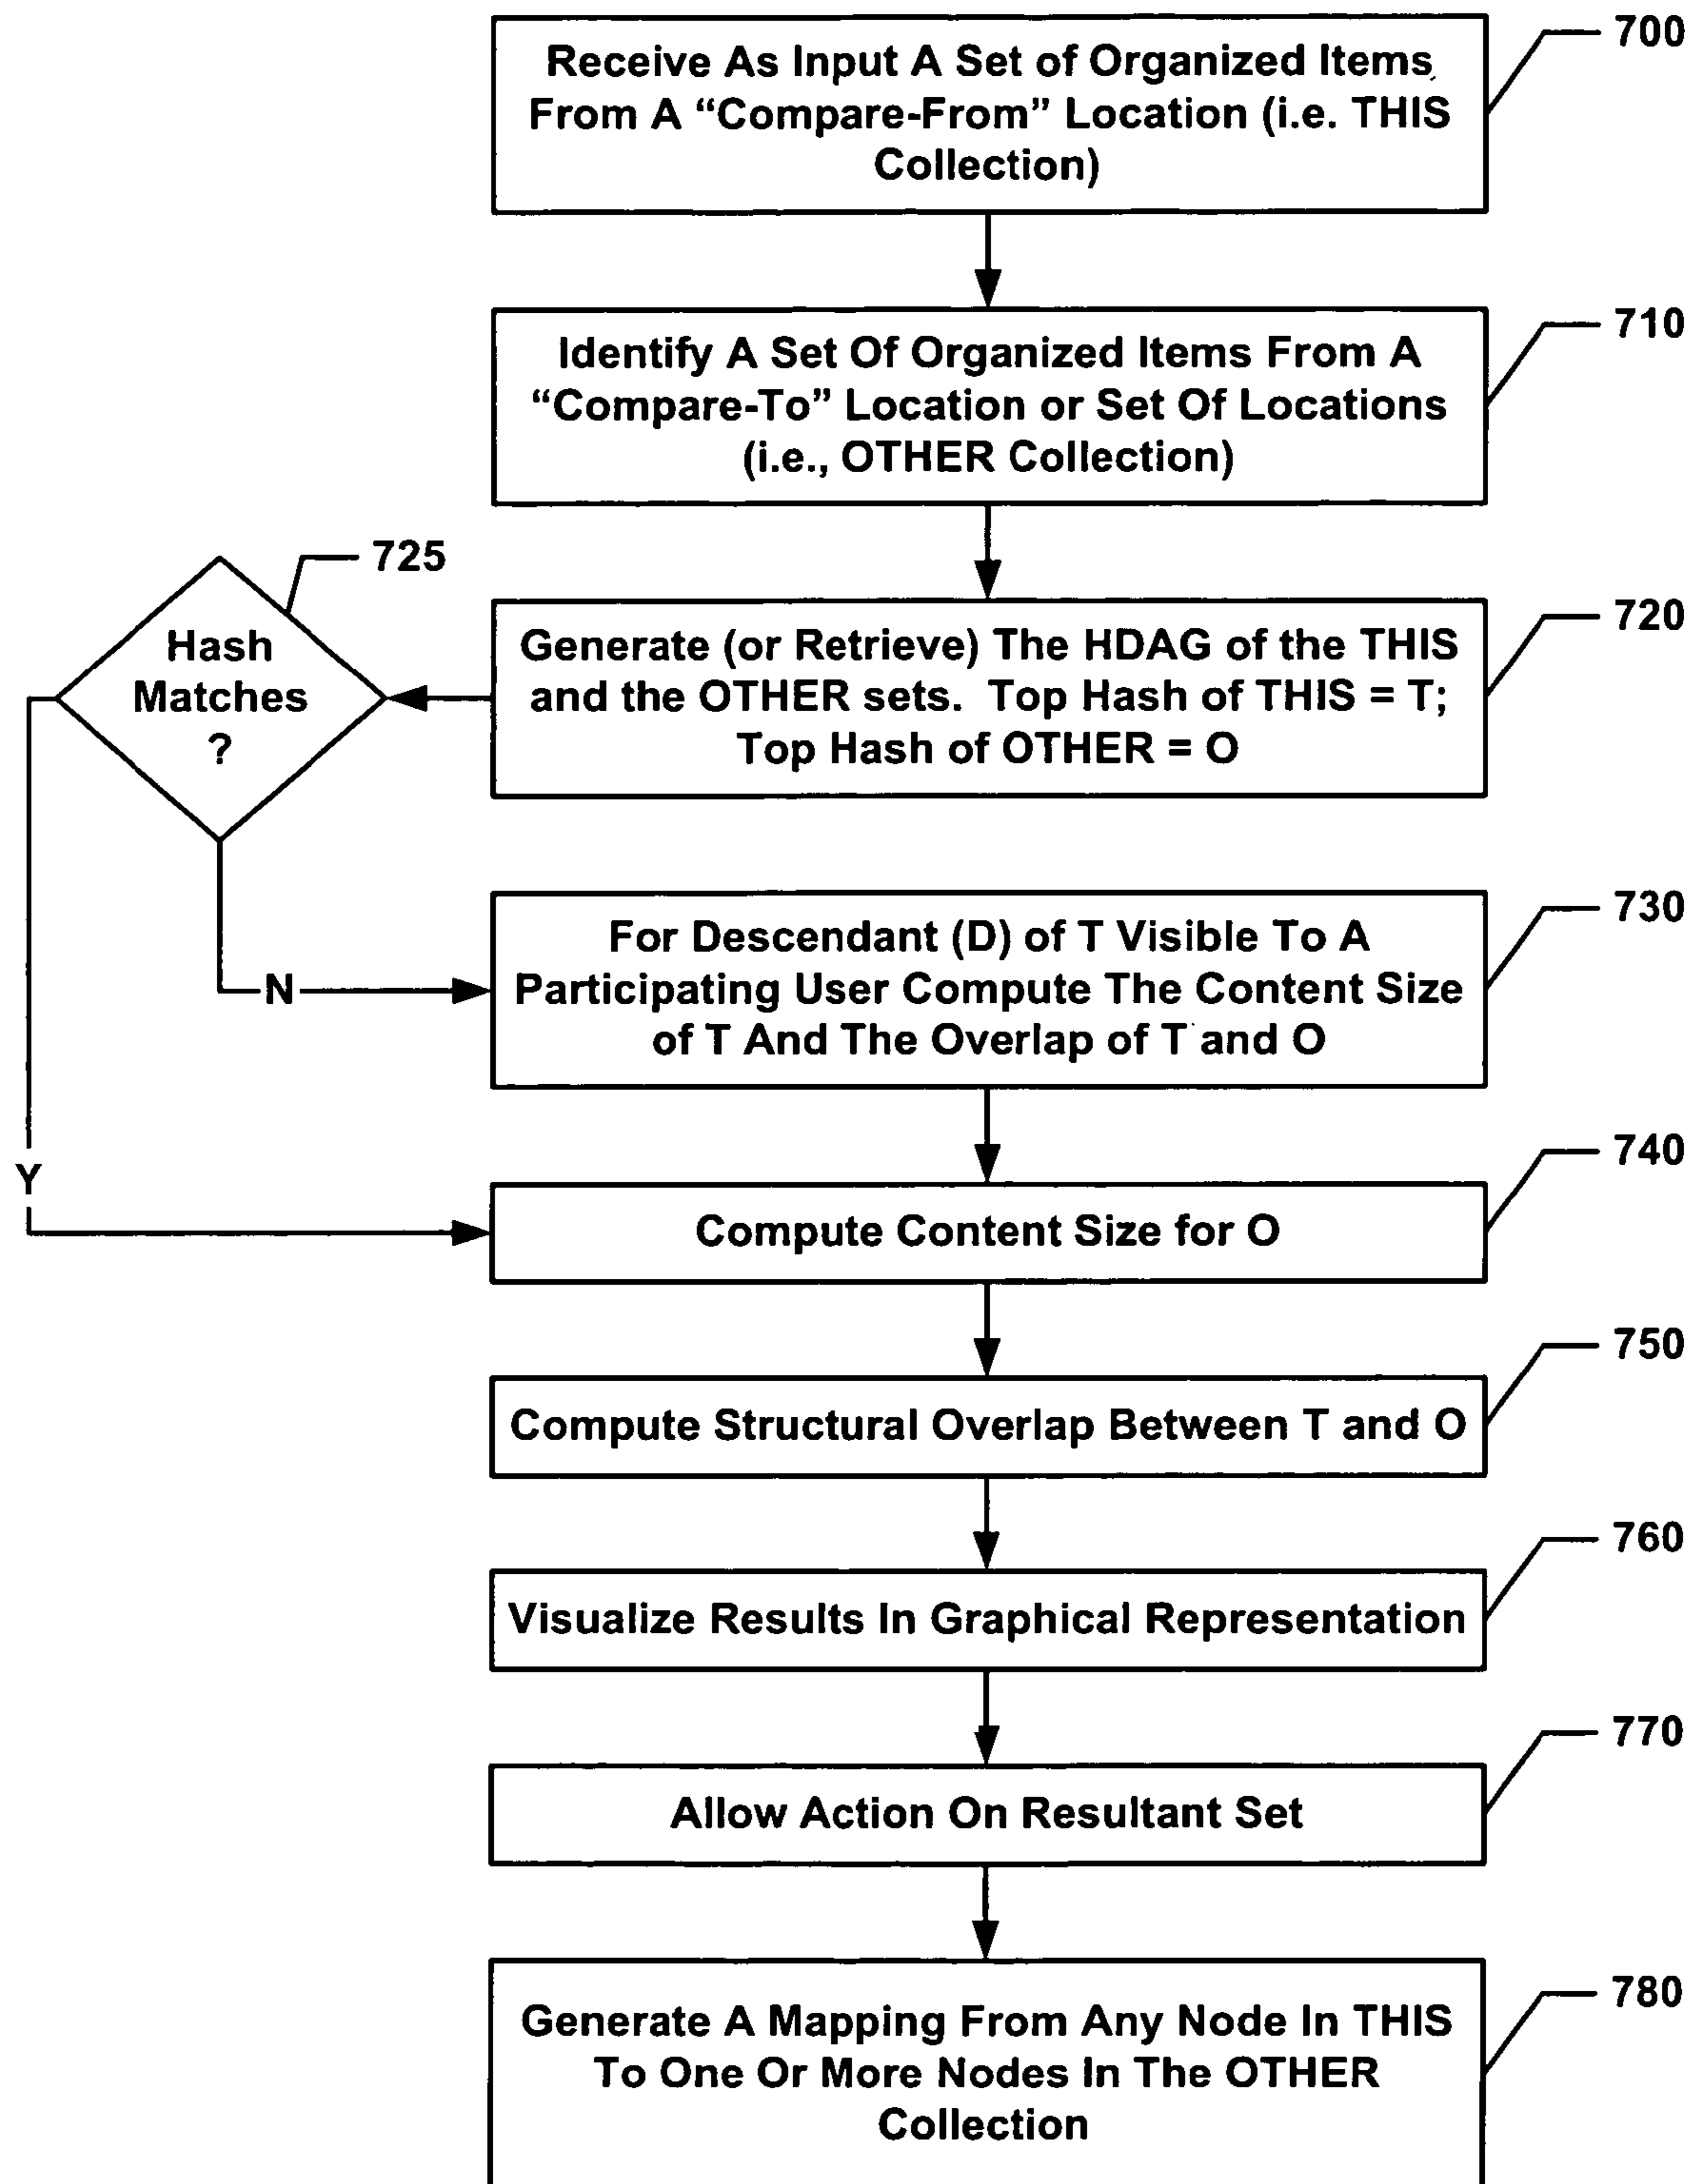 700
Receive As Input A Set of Organized Items
From A “Compare-From” Location (i.e. THIS
Collection)
710
Identify A Set Of Organized Items From A
“Compare-To” Location or Set Of Locations
(i.e., OTHER Collection)
725
Hash
Matches
?
720
Generate (or Retrieve) The HDAG of the THIS
and the OTHER sets. Top Hash of THIS = T;
Top Hash of OTHER = O
730
For Descendant (D) of T Visible To A
Participating User Compute The Content Size
of T And The Overlap of T and O
N
740
Y
Compute Content Size for O
750
Compute Structural Overlap Between T and O
760
Visualize Results In Graphical Representation
770
Allow Action On Resultant Set
780
Generate A Mapping From Any Node In THIS
To One Or More Nodes In The OTHER
Collection